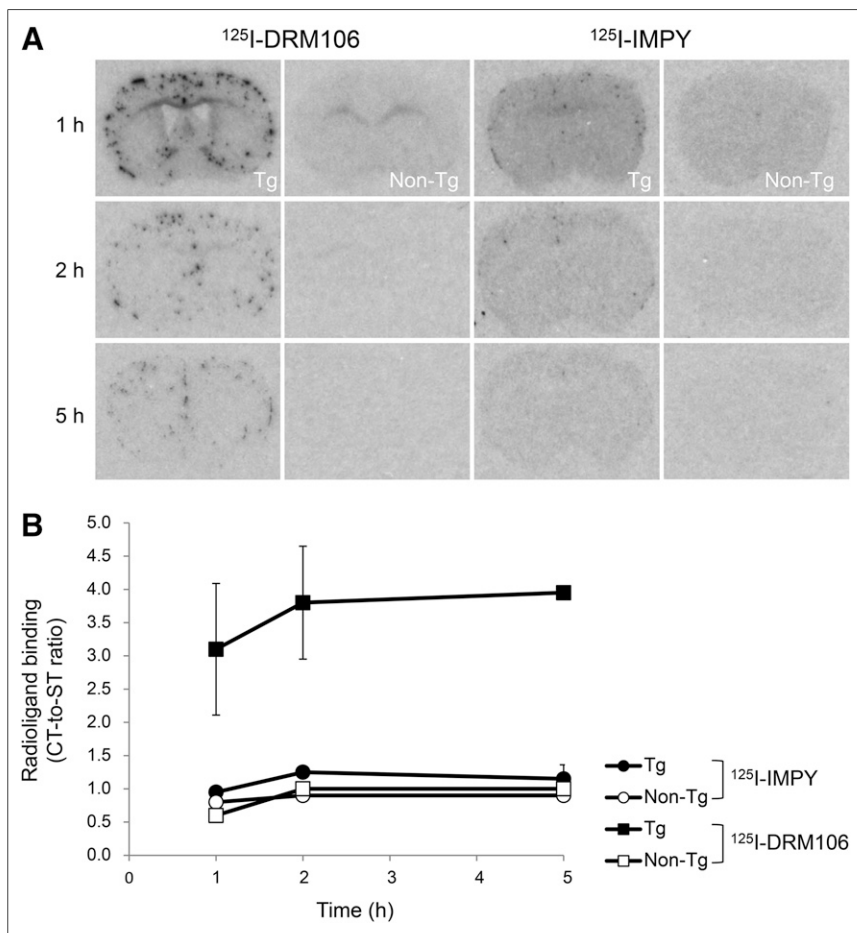 A
¹²⁵I-DRM106 ¹²⁵I-IMPY
1 h
Tg Non-Tg Tg Non-Tg
2 h
5 h
B
5.0
4.5
4.0
3.5
3.0
2.5
2.0
1.5
1.0
0.5
0.0
Radioligand binding
(CT-to-ST ratio)
0 1 2 3 4 5
Time (h)
Tg
Non-Tg
¹²⁵I-IMPY
Tg
Non-Tg
¹²⁵I-DRM106